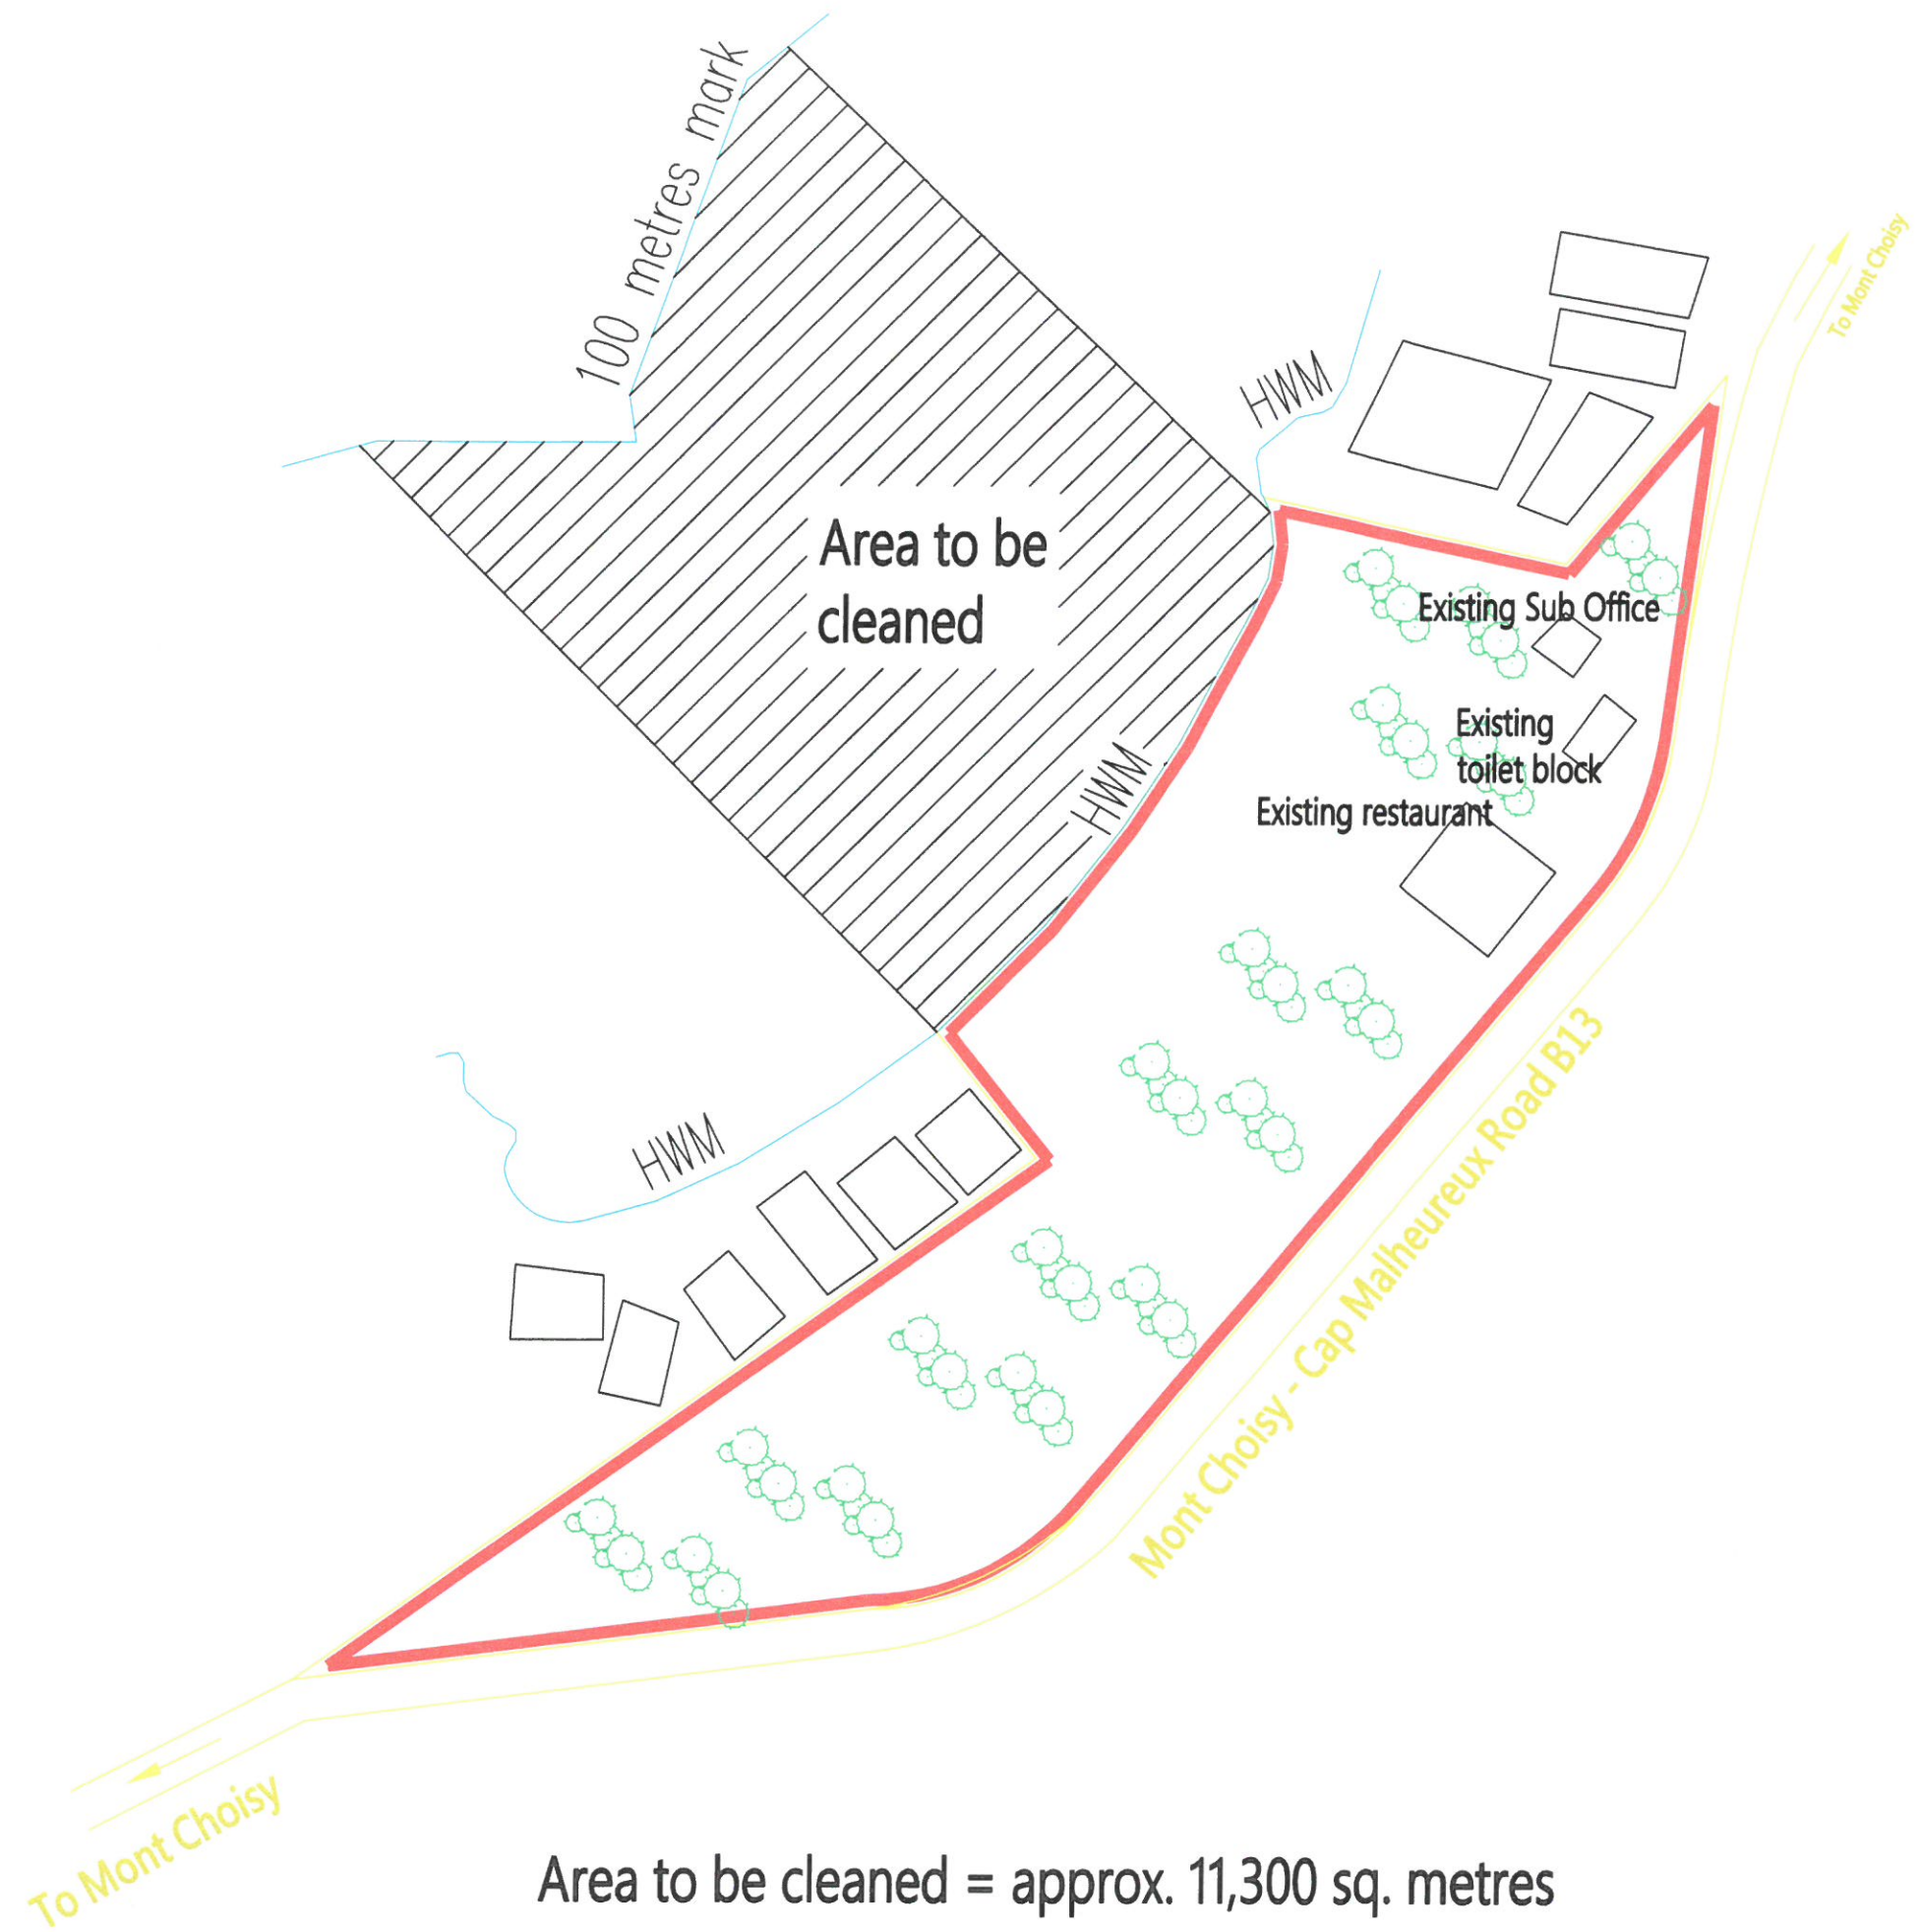 100 metres mark
To Mont Choisy
HWM
Area to be
cleaned
Existing Sub Office
Existing
toilet block
Existing restaurant
HWM
HWM
Mont Choisy - Cap Malheureux Road B13
To Mont Choisy
Area to be cleaned = approx. 11,300 sq. metres